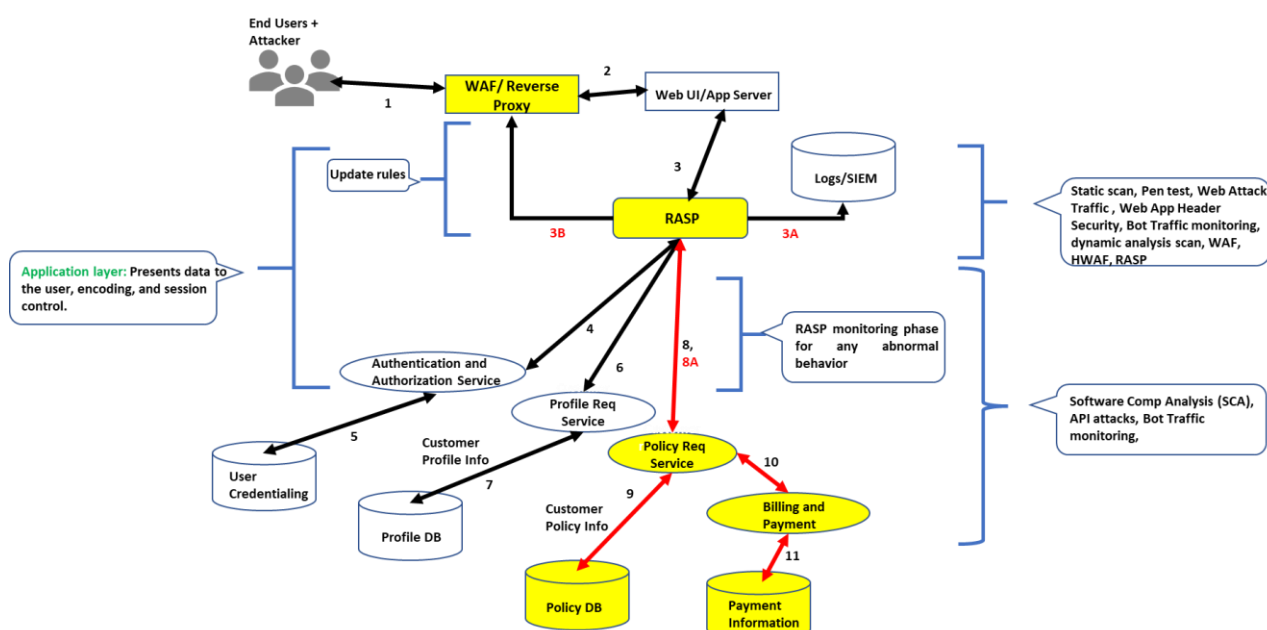 End Users +
Attacker
1
WAF/ Reverse
Proxy
2
Web UI/App Server
Update rules
3
Logs/SIEM
RASP
3B
3A
Static scan, Pen test, Web Attack
Traffic , Web App Header
Security, Bot Traffic monitoring,
dynamic analysis scan, WAF,
HWAF, RASP
Application layer: Presents data to
the user, encoding, and session
control.
4
6
8,
8A
RASP monitoring phase
for any abnormal
behavior
Authentication and
Authorization Service
Profile Req
Service
Software Comp Analysis (SCA),
API attacks, Bot Traffic
monitoring,
5
Customer
Profile Info
7
Policy Req
Service
10
User
Credentialing
9
Customer
Policy Info
Billing and
Payment
Profile DB
11
Policy DB
Payment
Information